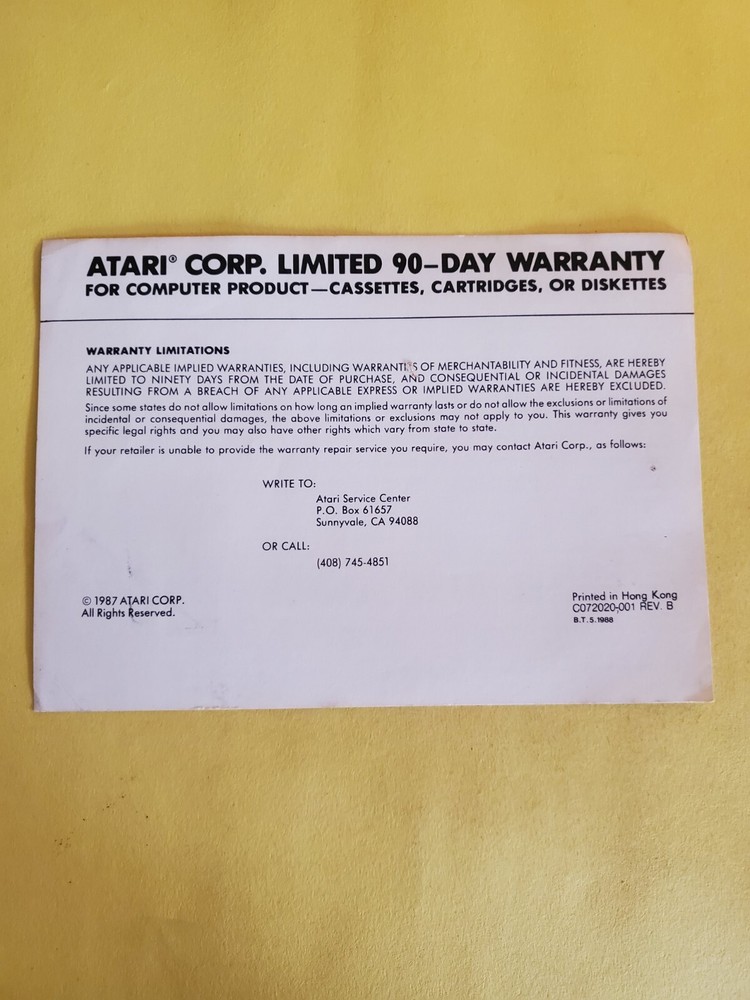 ATARI® CORP. LIMITED 90-DAY WARRANTY
FOR COMPUTER PRODUCT—CASSETTES, CARTRIDGES, OR DISKETTES
WARRANTY LIMITATIONS
ANY APPLICABLE IMPLIED WARRANTIES, INCLUDING WARRANTIES OF MERCHANTABILITY AND FITNESS, ARE HEREBY
LIMITED TO NINETY DAYS FROM THE DATE OF PURCHASE, AND CONSEQUENTIAL OR INCIDENTAL DAMAGES
RESULTING FROM A BREACH OF ANY APPLICABLE EXPRESS OR IMPLIED WARRANTIES ARE HEREBY EXCLUDED.
Since some states do not allow limitations on how long an implied warranty lasts or do not allow the exclusions or limitations of
incidental or consequential damages, the above limitations or exclusions may not apply to you. This warranty gives you
specific legal rights and you may also have other rights which vary from state to state.
If your retailer is unable to provide the warranty repair service you require, you may contact Atari Corp., as follows:
WRITE TO:
Atari Service Center
P.O. Box 61657
Sunnyvale, CA 94088
OR CALL:
(408) 745-4851
© 1987 ATARI CORP.
All Rights Reserved.
Printed in Hong Kong
C072020-001 REV. B
B.T.5.1988